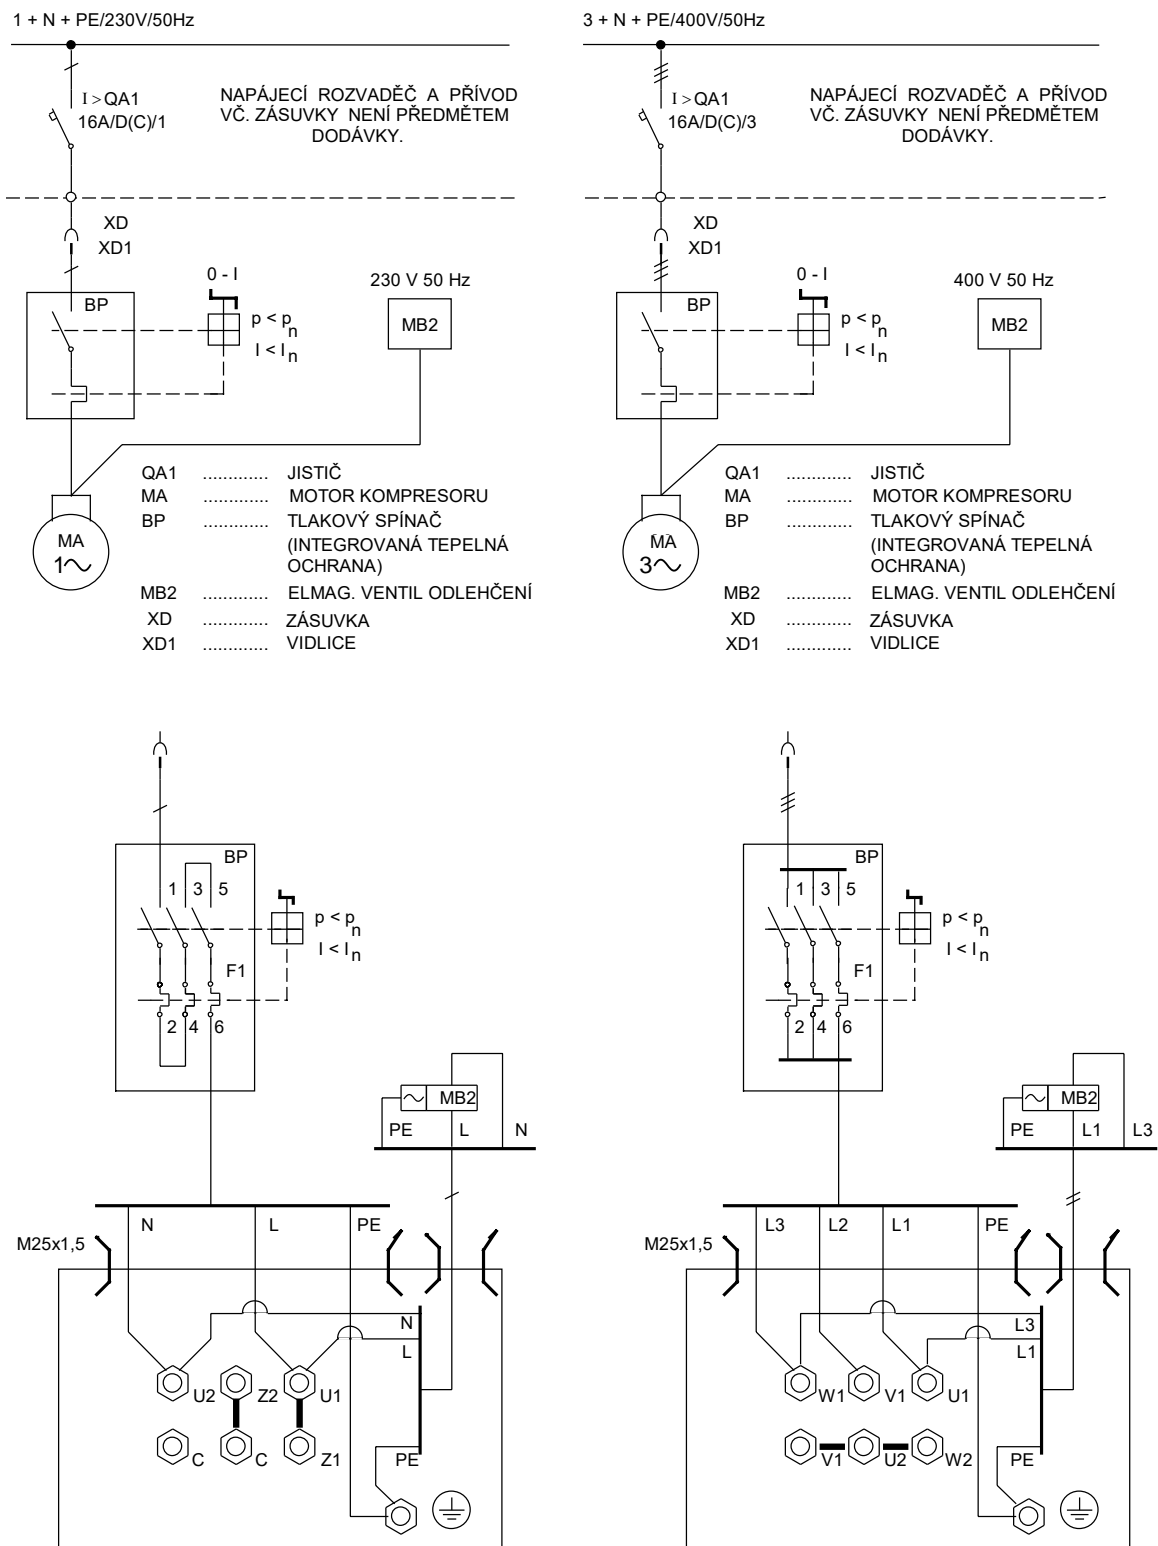 1 + N + PE/230V/50Hz
I > QA1
16A/D(C)/1
NAPÁJECÍ ROZVADĚČ A PŘÍVOD
VČ. ZÁSUVKY NENÍ PŘEDMĚTEM
DODÁVKY.
XD
XD1
0 - I
230 V 50 Hz
BP
p < pn
I < In
MB2
QA1 ............. JISTIČ
MA ............. MOTOR KOMPRESORU
BP ............. TLAKOVÝ SPÍNAČ
(INTEGROVANÁ TEPELNÁ
OCHRANA)
MB2 ............. ELMAG. VENTIL ODLEHČENÍ
XD ............. ZÁSUVKA
XD1 ............. VIDLICE
MA
1~
3 + N + PE/400V/50Hz
I > QA1
16A/D(C)/3
NAPÁJECÍ ROZVADĚČ A PŘÍVOD
VČ. ZÁSUVKY NENÍ PŘEDMĚTEM
DODÁVKY.
XD
XD1
0 - I
400 V 50 Hz
BP
p < pn
I < In
MB2
QA1 ............. JISTIČ
MA ............. MOTOR KOMPRESORU
BP ............. TLAKOVÝ SPÍNAČ
(INTEGROVANÁ TEPELNÁ
OCHRANA)
MB2 ............. ELMAG. VENTIL ODLEHČENÍ
XD ............. ZÁSUVKA
XD1 ............. VIDLICE
MA
3~
BP
1 3 5
p < pn
I < In
F1
2 4 6
MB2
PE L N
N L PE
M25x1,5
N
L
U2 Z2 U1
C C Z1
PE
BP
1 3 5
p < pn
I < In
F1
2 4 6
MB2
PE L1 L3
L3 L2 L1 PE
M25x1,5
L3
L1
W1 V1 U1
V1 U2 W2
PE